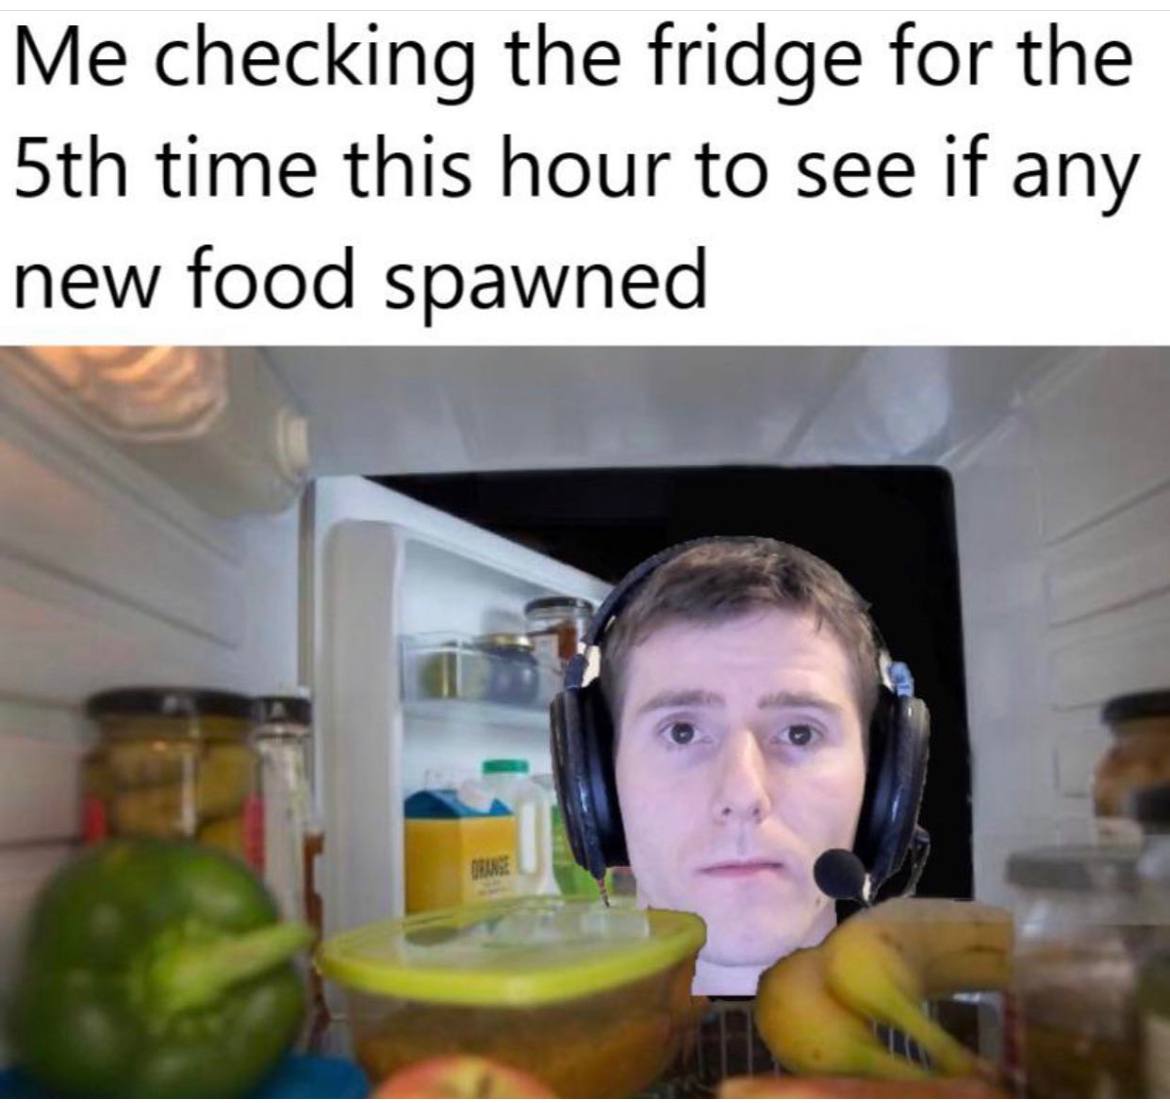 Me checking the fridge for the
5th time this hour to see if any
new food spawned
ORANGE